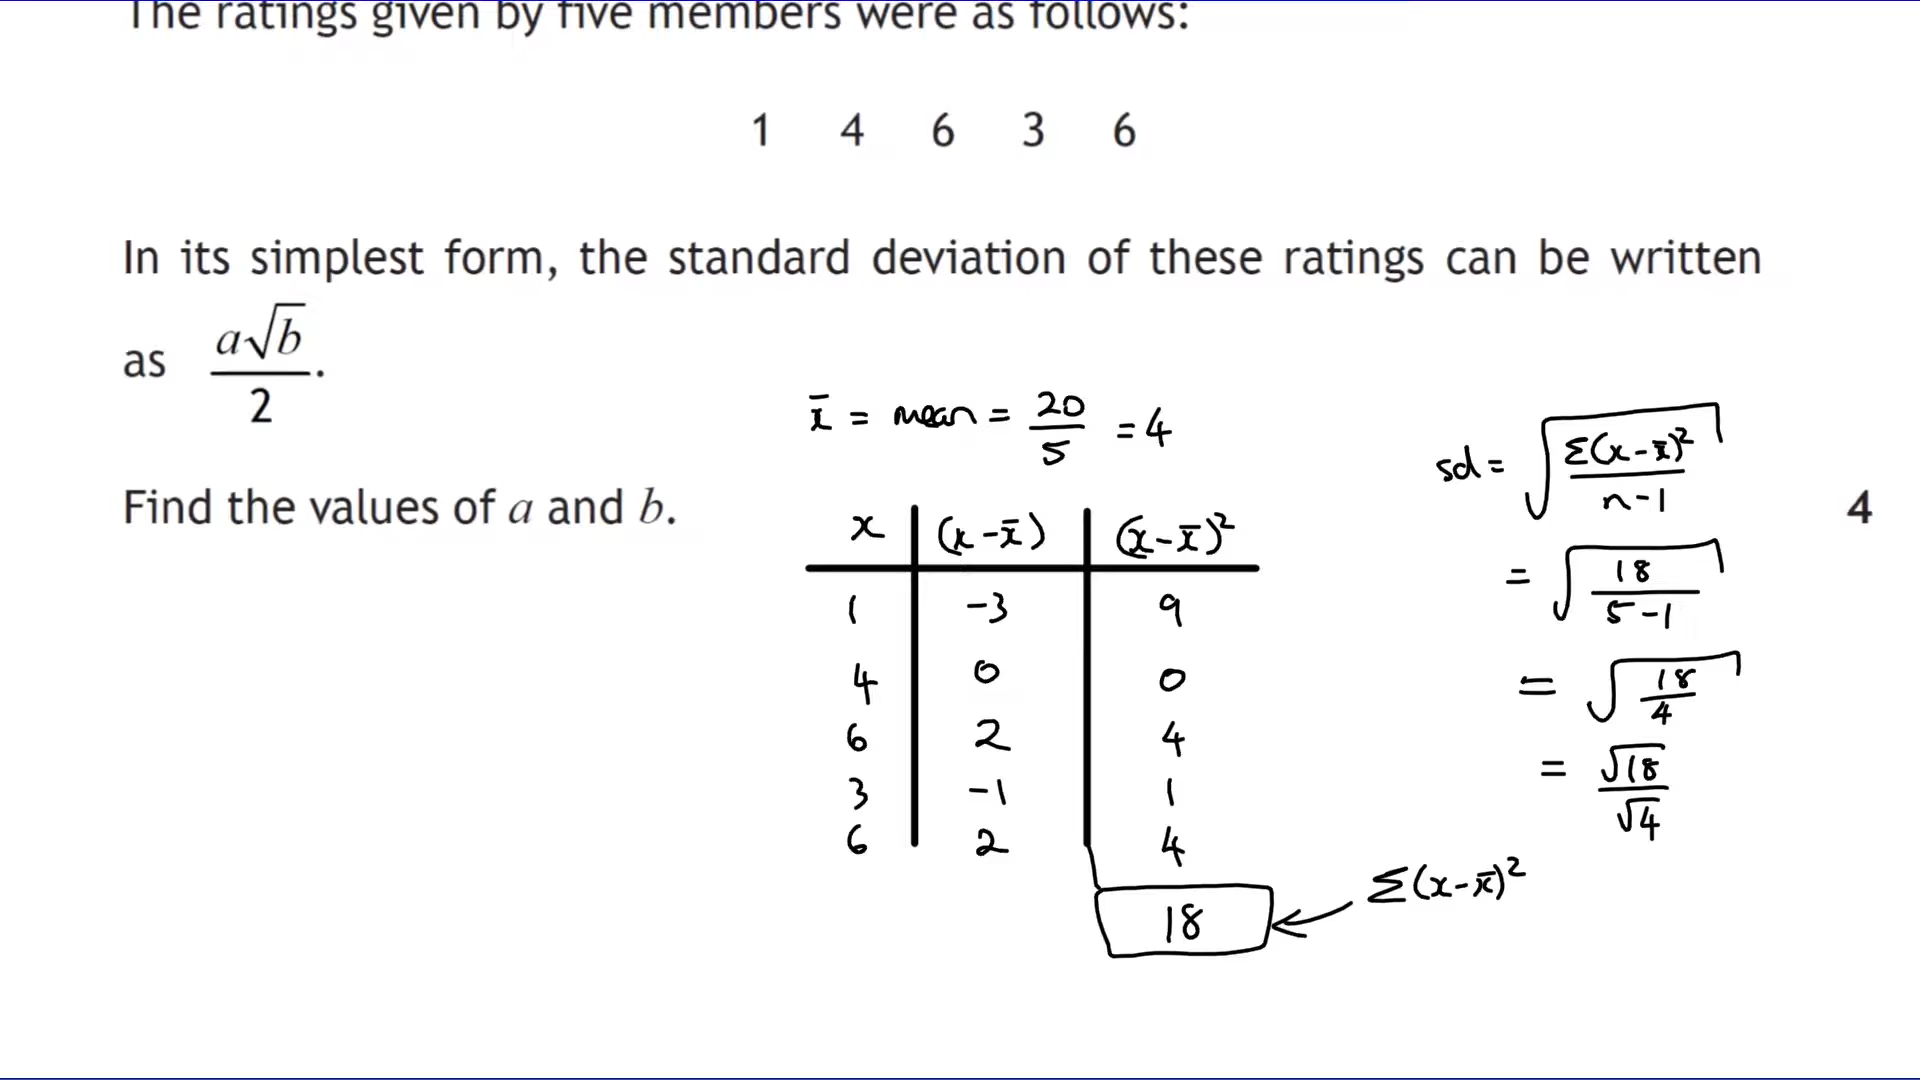 The ratings given by five members were as follows:
1 4 6 3 6
In its simplest form, the standard deviation of these ratings can be written
as a√b/2.
Find the values of a and b.
4
x̄ = mean = 20/5 = 4
x | (x-x̄) | (x-x̄)²
1 | -3 | 9
4 | 0 | 0
6 | 2 | 4
3 | -1 | 1
6 | 2 | 4
18 ← Σ(x-x̄)²
sd = √(Σ(x-x̄)²/n-1)
= √(18/5-1)
= √(18/4)
= √18/√4